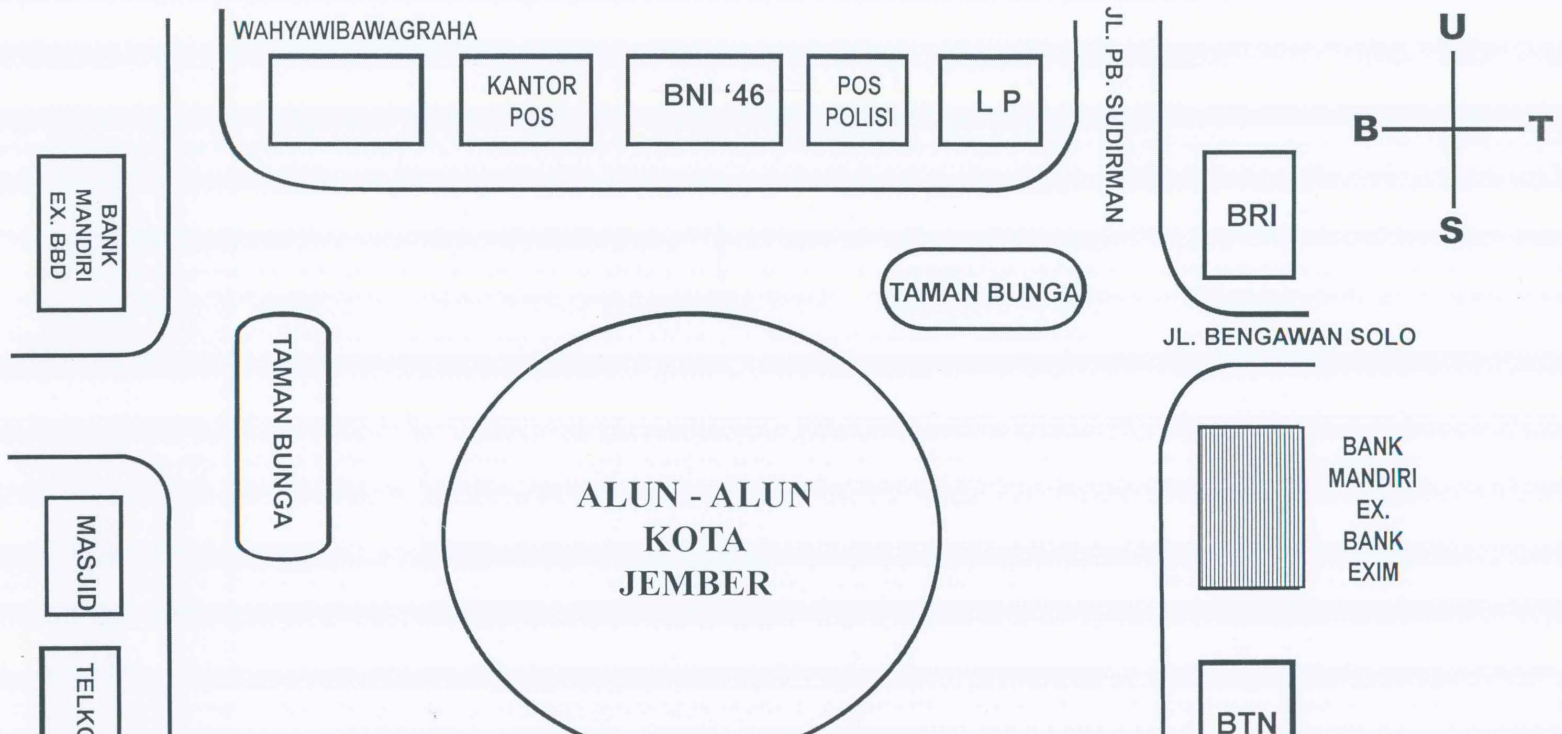 WAHYAWIBAWAGRAHA
KANTOR
POS
BNI ‘46
POS
POLISI
L P
JL. PB. SUDIRMAN
U
B
T
S
BANK
MANDIRI
EX. BBD
BRI
TAMAN BUNGA
JL. BENGAWAN SOLO
TAMAN BUNGA
ALUN - ALUN
KOTA
JEMBER
BANK
MANDIRI
EX.
BANK
EXIM
MASJID
BTN